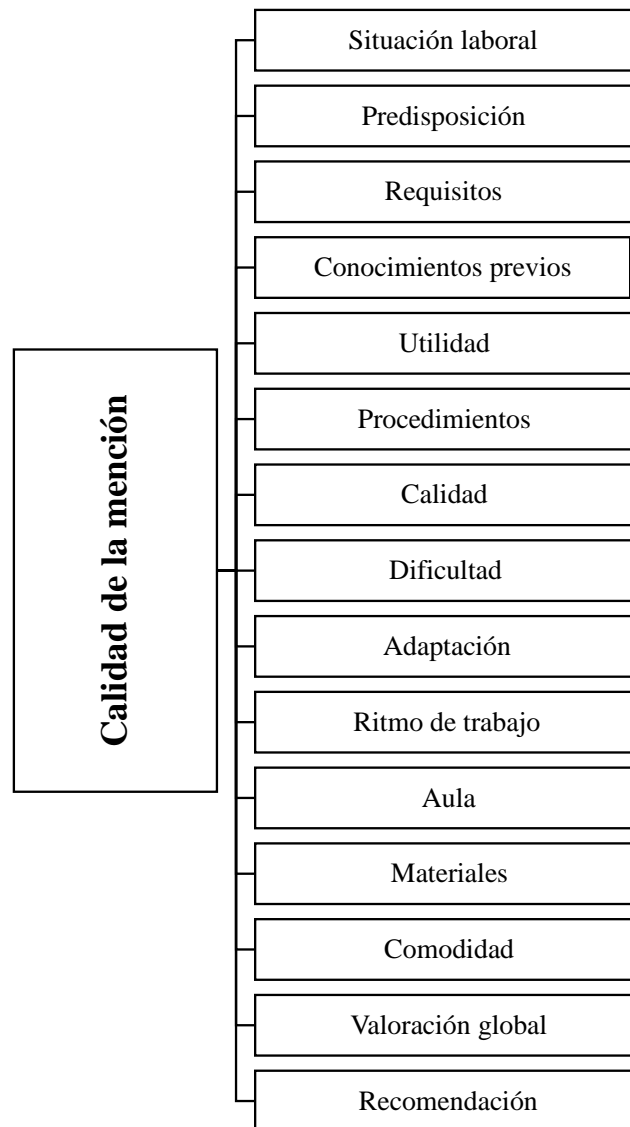 Calidad de la mención
Situación laboral
Predisposición
Requisitos
Conocimientos previos
Utilidad
Procedimientos
Calidad
Dificultad
Adaptación
Ritmo de trabajo
Aula
Materiales
Comodidad
Valoración global
Recomendación